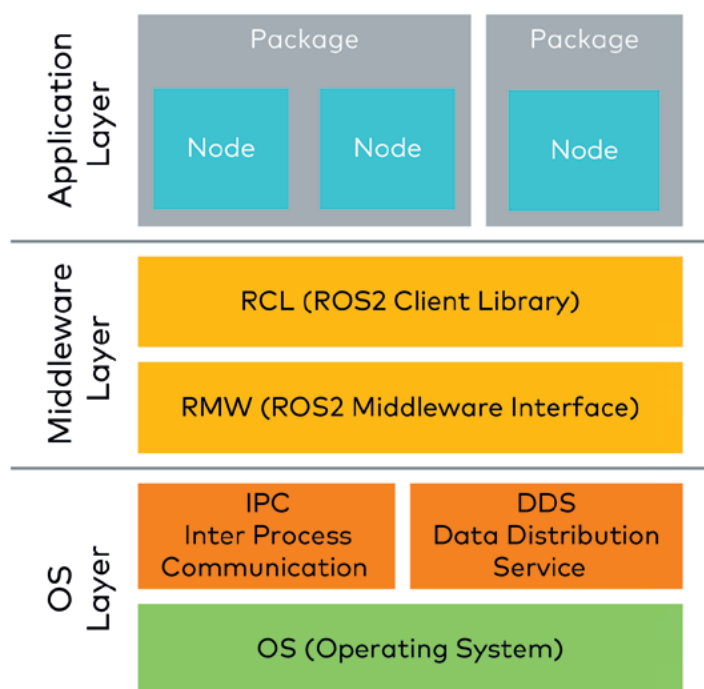 Application
Layer
Package
Package
Node
Node
Node
Middleware
Layer
RCL (ROS2 Client Library)
RMW (ROS2 Middleware Interface)
OS
Layer
IPC
Inter Process
Communication
DDS
Data Distribution
Service
OS (Operating System)